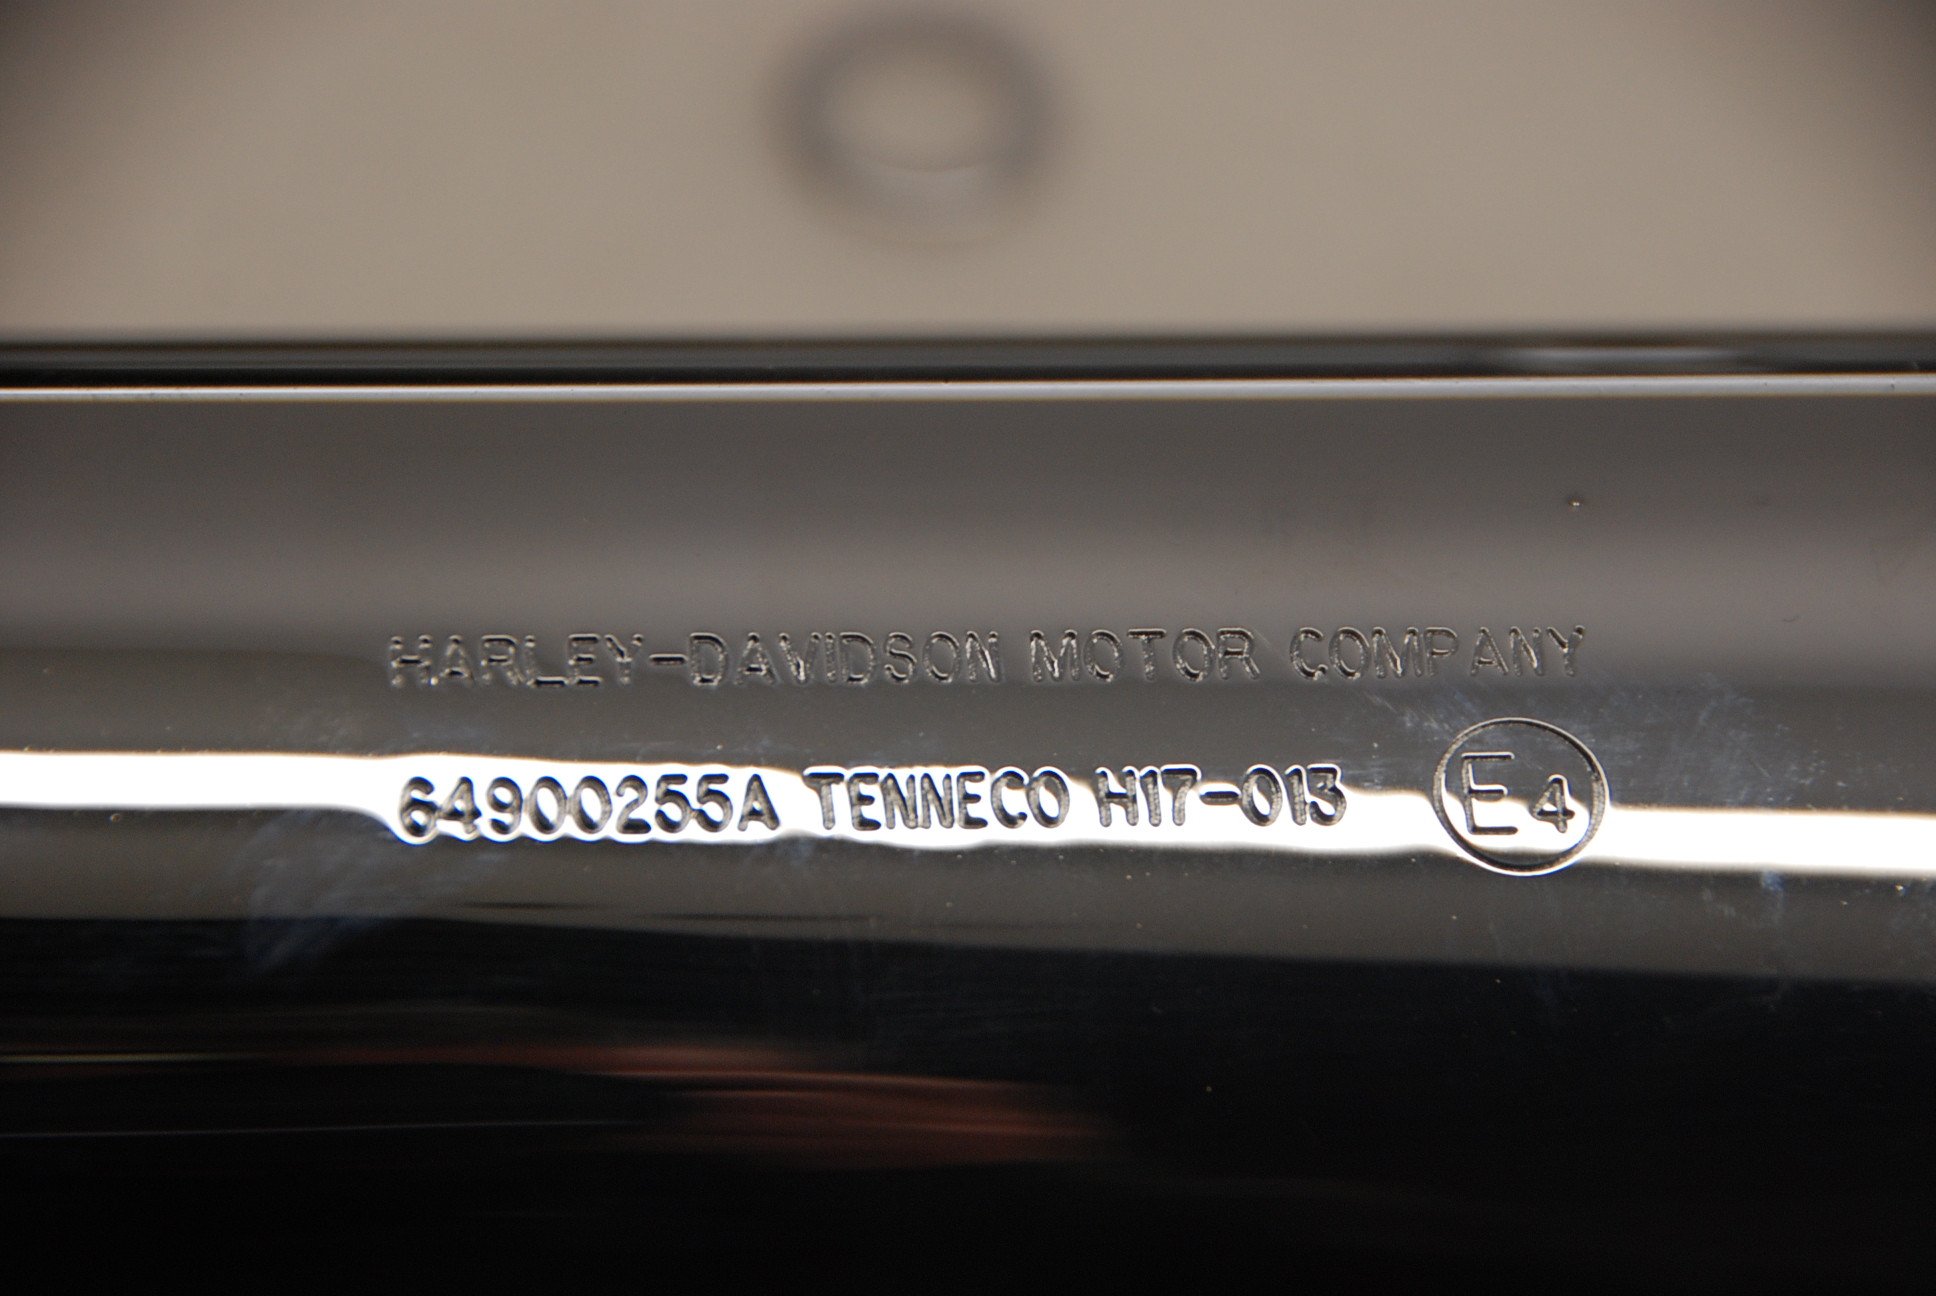 HARLEY-DAVIDSON MOTOR COMPANY
64900255A TENNECO H17-013 E4